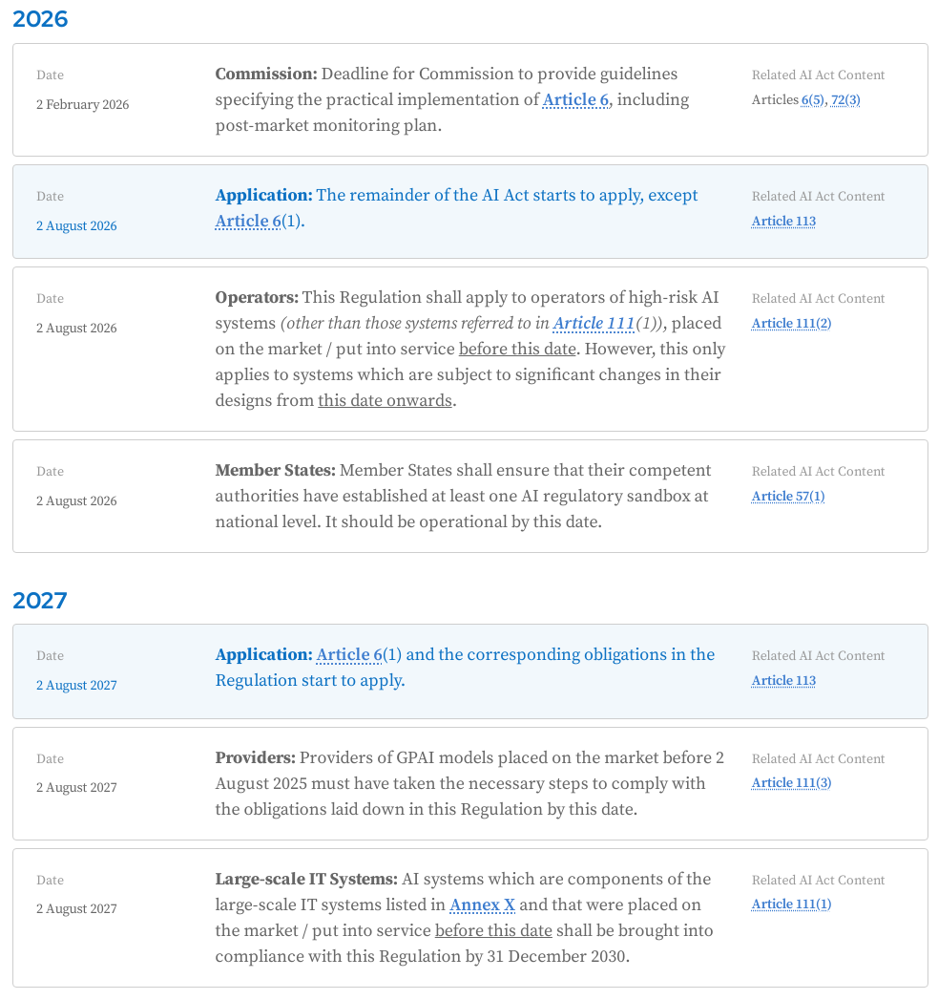 2026
Date
2 February 2026
Commission: Deadline for Commission to provide guidelines
specifying the practical implementation of Article 6, including
post-market monitoring plan.
Related AI Act Content
Articles 6(5), 72(3)
Date
2 August 2026
Application: The remainder of the AI Act starts to apply, except
Article 6(1).
Related AI Act Content
Article 113
Date
2 August 2026
Operators: This Regulation shall apply to operators of high-risk AI
systems (other than those systems referred to in Article 111(1)), placed
on the market / put into service before this date. However, this only
applies to systems which are subject to significant changes in their
designs from this date onwards.
Related AI Act Content
Article 111(2)
Date
2 August 2026
Member States: Member States shall ensure that their competent
authorities have established at least one AI regulatory sandbox at
national level. It should be operational by this date.
Related AI Act Content
Article 57(1)
2027
Date
2 August 2027
Application: Article 6(1) and the corresponding obligations in the
Regulation start to apply.
Related AI Act Content
Article 113
Date
2 August 2027
Providers: Providers of GPAI models placed on the market before 2
August 2025 must have taken the necessary steps to comply with
the obligations laid down in this Regulation by this date.
Related AI Act Content
Article 111(3)
Date
2 August 2027
Large-scale IT Systems: AI systems which are components of the
large-scale IT systems listed in Annex X and that were placed on
the market / put into service before this date shall be brought into
compliance with this Regulation by 31 December 2030.
Related AI Act Content
Article 111(1)